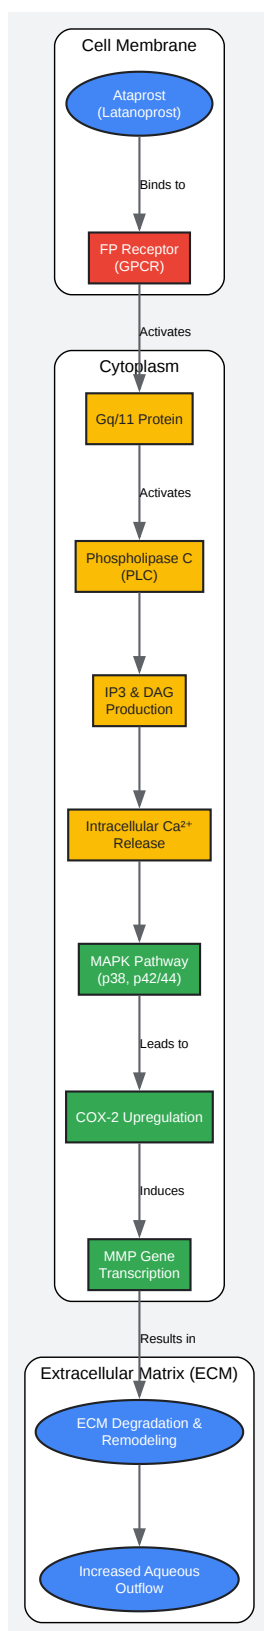 Cell Membrane
Ataprost
(Latanoprost)
Binds to
FP Receptor
(GPCR)
Activates
Cytoplasm
Gq/11 Protein
Activates
Phospholipase C
(PLC)
IP3 & DAG
Production
Intracellular Ca²⁺
Release
MAPK Pathway
(p38, p42/44)
Leads to
COX-2 Upregulation
Induces
MMP Gene
Transcription
Results in
Extracellular Matrix (ECM)
ECM Degradation &
Remodeling
Increased Aqueous
Outflow